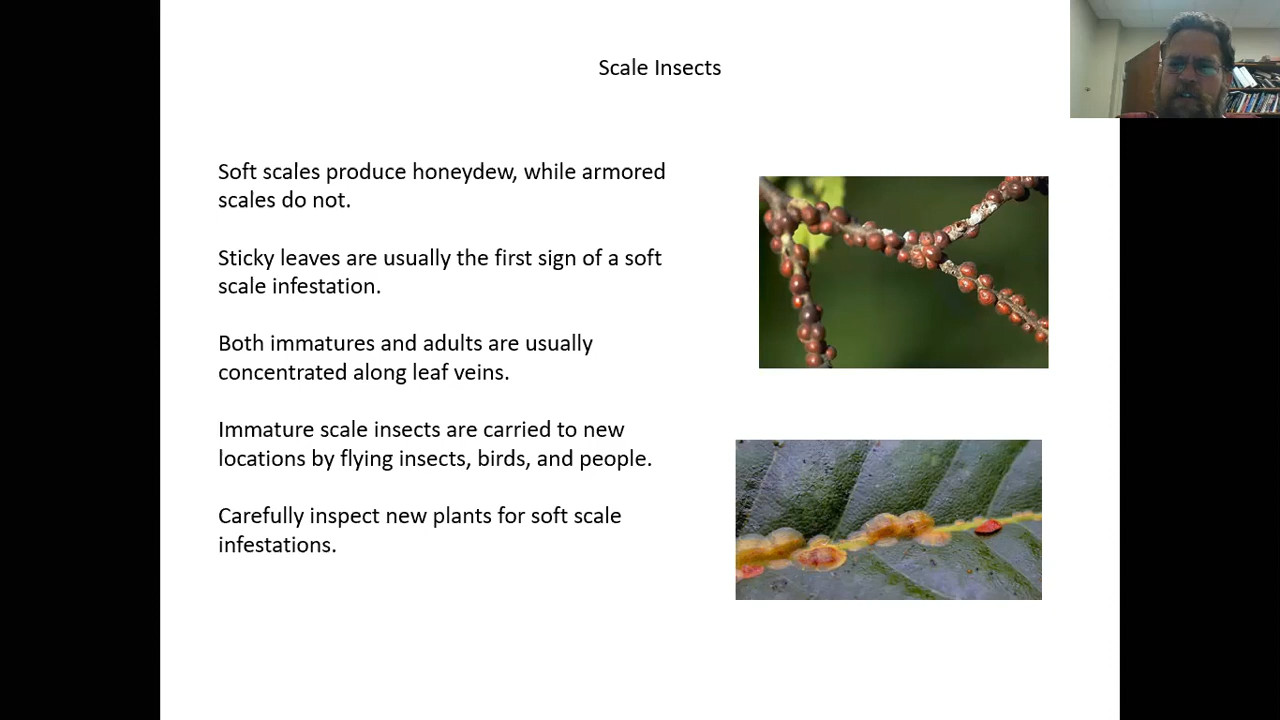 Scale Insects
Soft scales produce honeydew, while armored
scales do not.
Sticky leaves are usually the first sign of a soft
scale infestation.
Both immatures and adults are usually
concentrated along leaf veins.
Immature scale insects are carried to new
locations by flying insects, birds, and people.
Carefully inspect new plants for soft scale
infestations.